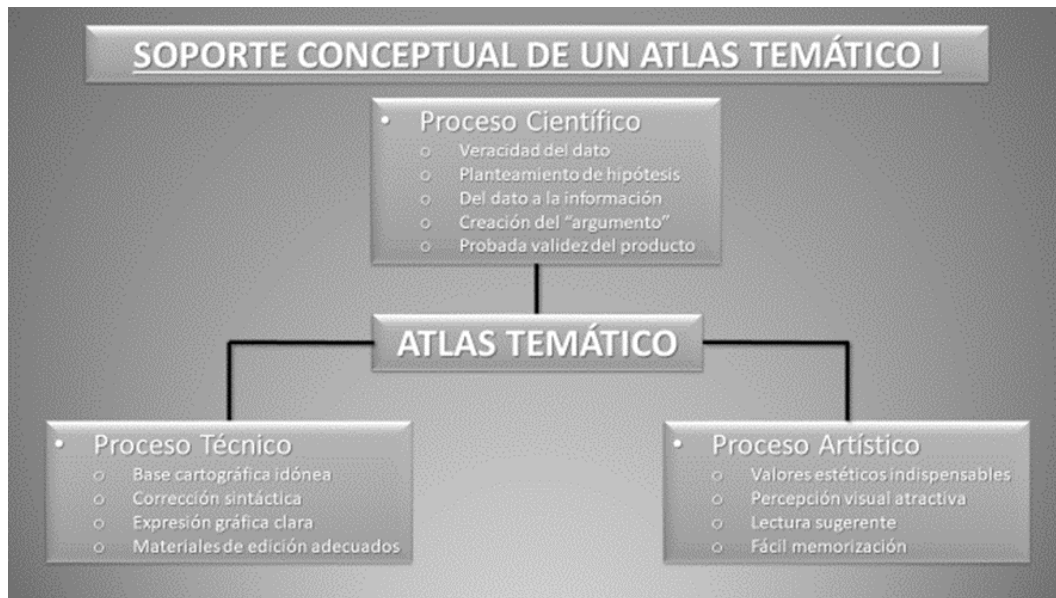 SOPORTE CONCEPTUAL DE UN ATLAS TEMÁTICO I
• Proceso Científico
o Veracidad del dato
o Planteamiento de hipótesis
o Del dato a la información
o Creación del “argumento”
o Probada validez del producto
ATLAS TEMÁTICO
• Proceso Técnico
o Base cartográfica idónea
o Corrección sintáctica
o Expresión gráfica clara
o Materiales de edición adecuados
• Proceso Artístico
o Valores estéticos indispensables
o Percepción visual atractiva
o Lectura sugerente
o Fácil memorización